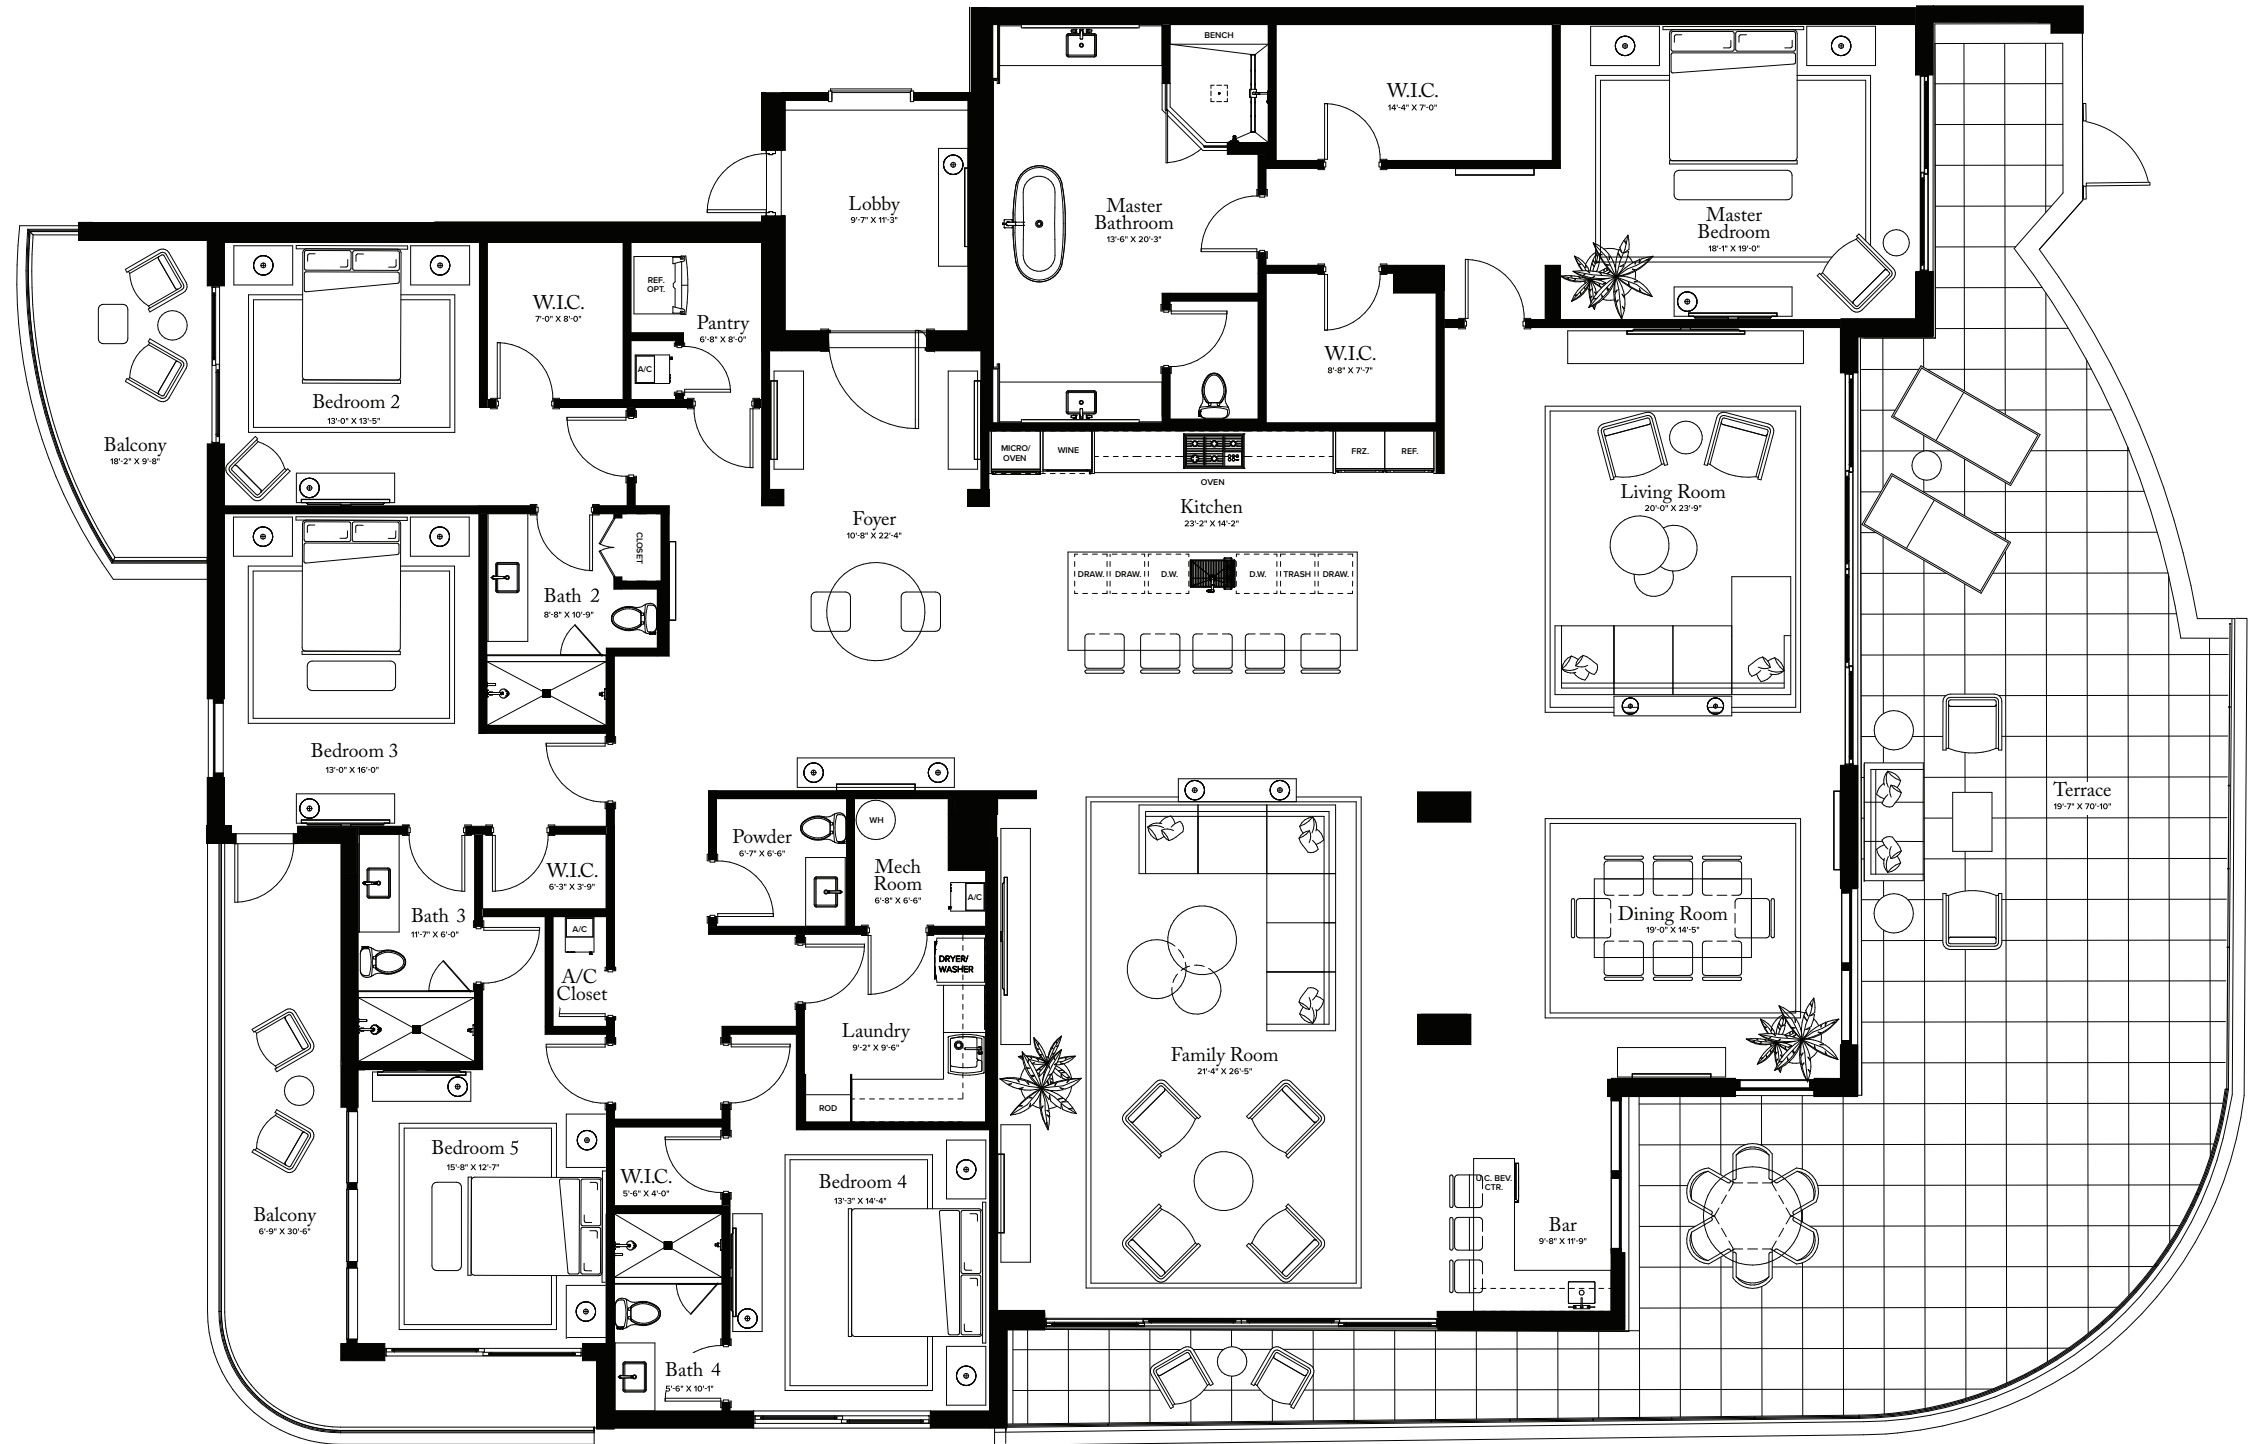 BENCH
W.I.C.
14'-4" X 7'-0"
Lobby
9'-7" X 11'-3"
Master
Bathroom
13'-6" X 20'-3"
Master
Bedroom
18'-1" X 19'-0"
REF.
OPT.
W.I.C.
7'-0" X 8'-0"
Pantry
6'-8" X 8'-0"
A/C
W.I.C.
8'-8" X 7'-7"
Bedroom 2
13'-0" X 13'-5"
Balcony
18'-2" X 9'-8"
MICRO/
OVEN
WINE
FRZ.
REF.
OVEN
Kitchen
23'-2" X 14'-2"
Living Room
20'-0" X 23'-9"
Foyer
10'-8" X 22'-4"
CLOSET
DRAW.
DRAW.
D.W.
D.W.
TRASH
DRAW.
Bath 2
8'-8" X 10'-9"
Bedroom 3
13'-0" X 16'-0"
Terrace
19'-7" X 70'-10"
Powder
6'-7" X 6'-6"
WH
Mech
Room
6'-8" X 6'-6"
A/C
W.I.C.
6'-3" X 3'-9"
Bath 3
11'-7" X 6'-0"
A/C
A/C
Closet
DRYER/
WASHER
Dining Room
19'-0" X 14'-5"
Laundry
9'-2" X 9'-6"
ROD
Family Room
21'-4" X 26'-5"
Bedroom 5
15'-8" X 12'-7"
W.I.C.
5'-6" X 4'-0"
Bedroom 4
13'-3" X 14'-4"
U.C. BEV.
CTR.
Balcony
6'-9" X 30'-6"
Bar
9'-8" X 11'-9"
Bath 4
5'-6" X 10'-1"